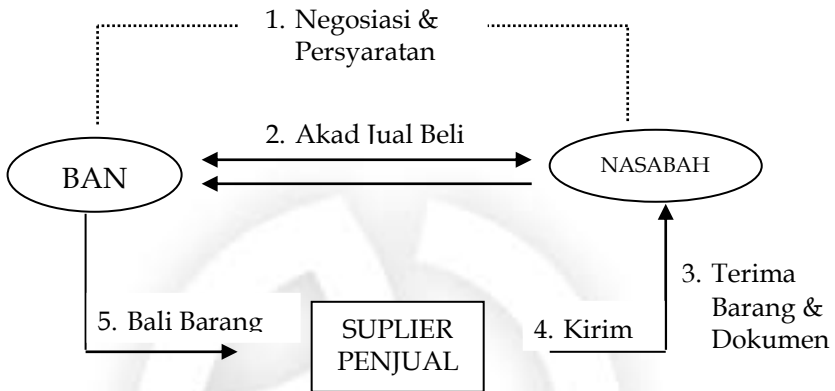 1. Negosiasi &
Persyaratan
2. Akad Jual Beli
BAN
NASABAH
3. Terima
Barang &
Dokumen
5. Bali Barang
SUPLIER
PENJUAL
4. Kirim